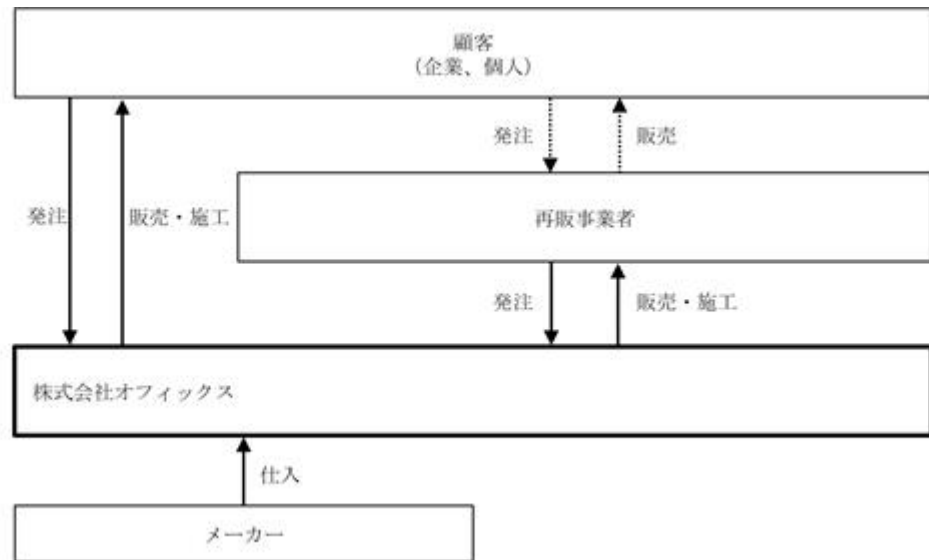 顧客
(企業、個人)
発注
販売
発注
販売・施工
再販事業者
発注
販売・施工
株式会社オフィックス
仕入
メーカー